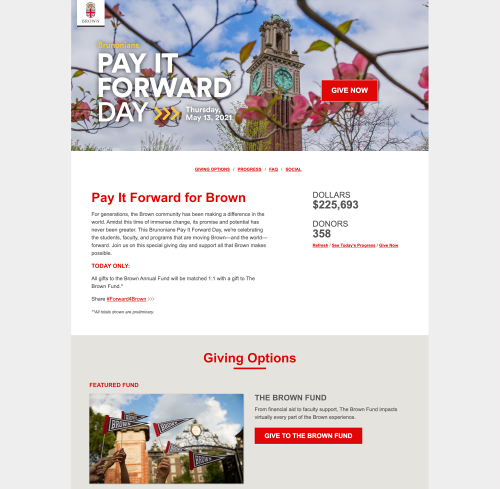 BROWN
Brunonians
PAY IT
FORWARD
DAY >>> Thursday,
May 13, 2021
GIVE NOW
GIVING OPTIONS / PROGRESS / FAQ / SOCIAL
Pay It Forward for Brown
For generations, the Brown community has been making a difference in the
world. Amidst this time of immense change, its promise and potential has
never been greater. This Brunonians Pay It Forward Day, we're celebrating
the students, faculty, and programs that are moving Brown—and the world—
forward. Join us on this special giving day and support all that Brown makes
possible.
TODAY ONLY:
All gifts to the Brown Annual Fund will be matched 1:1 with a gift to The
Brown Fund.*
Share #Forward4Brown >>>
**All totals shown are preliminary.
DOLLARS
$225,693
DONORS
358
Refresh / See Today's Progress / Give Now
Giving Options
FEATURED FUND
BROWN
BROWN
BROWN
BROWN
BROWN
THE BROWN FUND
From financial aid to faculty support, The Brown Fund impacts
virtually every part of the Brown experience.
GIVE TO THE BROWN FUND